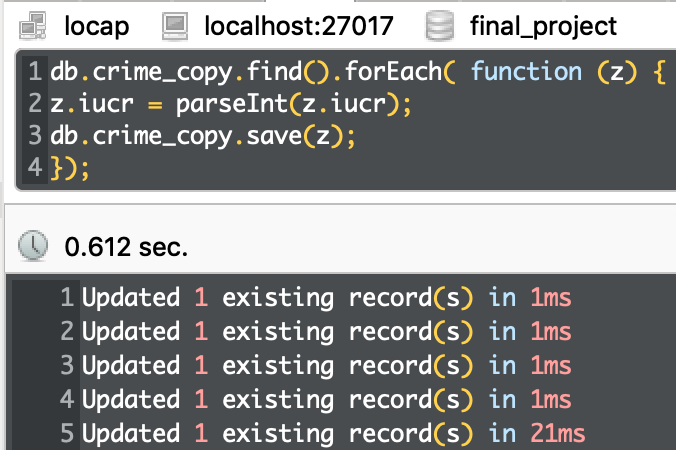 locap localhost:27017 final_project
1 db.crime_copy.find().forEach( function (z) {
2 z.iucr = parseInt(z.iucr);
3 db.crime_copy.save(z);
4 });
0.612 sec.
1 Updated 1 existing record(s) in 1ms
2 Updated 1 existing record(s) in 1ms
3 Updated 1 existing record(s) in 1ms
4 Updated 1 existing record(s) in 1ms
5 Updated 1 existing record(s) in 21ms